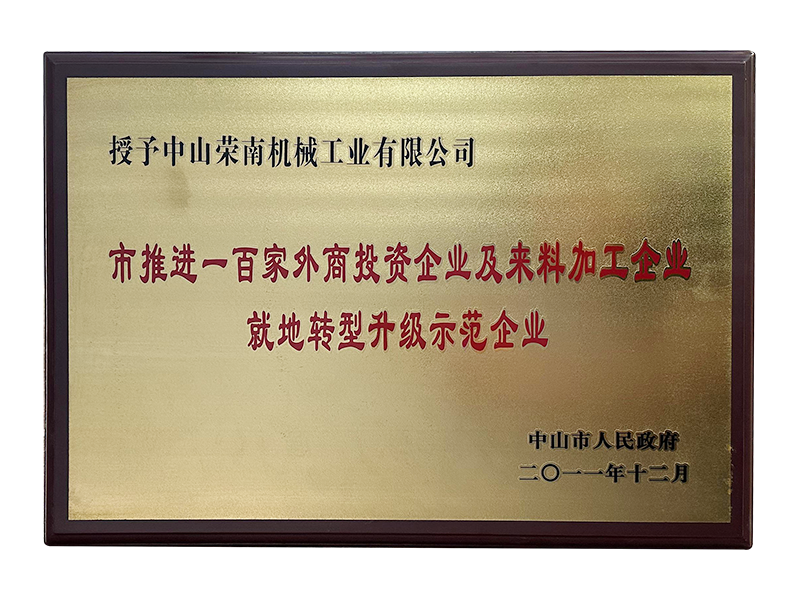 授予中山荣南机械工业有限公司
市推进一百家外商投资企业及来料加工企业
就地转型升级示范企业
中山市人民政府
二〇一一年十二月